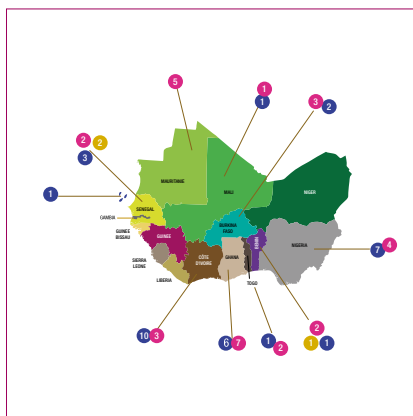 5
1
1
3
2
2
2
3
1
MAURITANIE
MALI
NIGER
SENEGAL
GAMBIA
GUINEE
BISSAU
GUINEE
BURKINA
FASO
BENIN
NIGERIA
SIERRA
LEONE
CÔTE
D'IVOIRE
GHANA
LIBERIA
TOGO
4
7
2
1
1
10
3
6
7
1
2